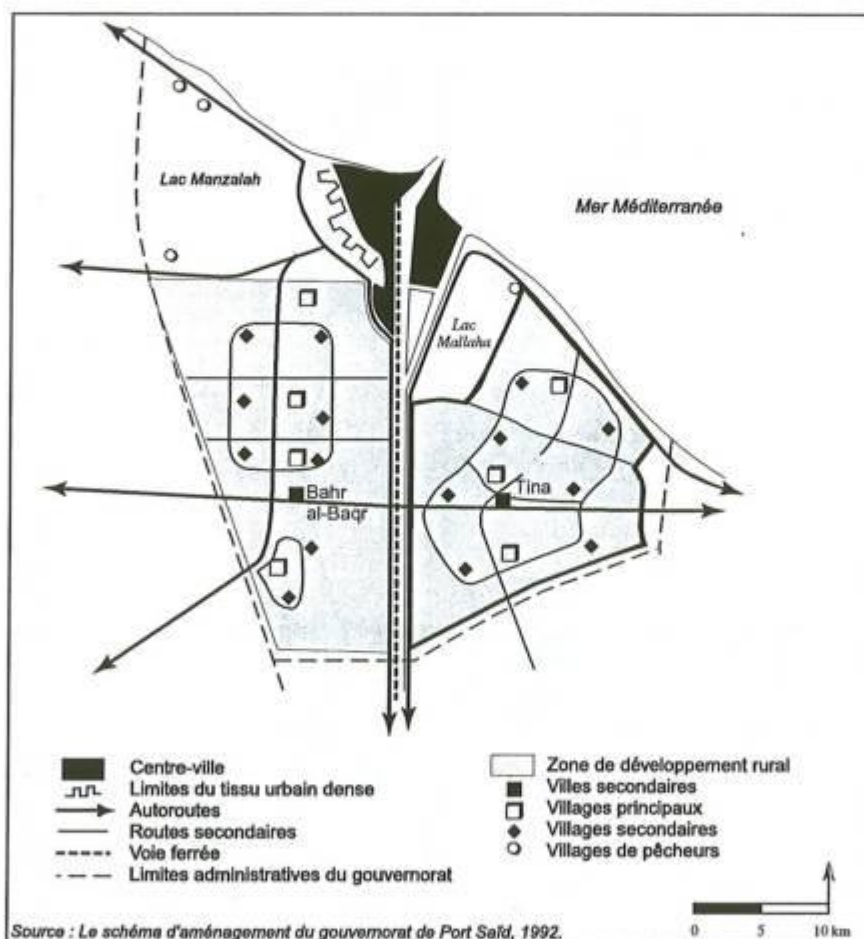 Lac Manzalah
Mer Méditerranée
Lac
Mallaha
Bahr
al-Baqr
Tina
Centre-ville
Limites du tissu urbain dense
Autoroutes
Routes secondaires
Voie ferrée
Limites administratives du gouvernorat
Zone de développement rural
Villes secondaires
Villages principaux
Villages secondaires
Villages de pêcheurs
0 5 10 km
Source : Le schéma d'aménagement du gouvernorat de Port Saïd, 1992.